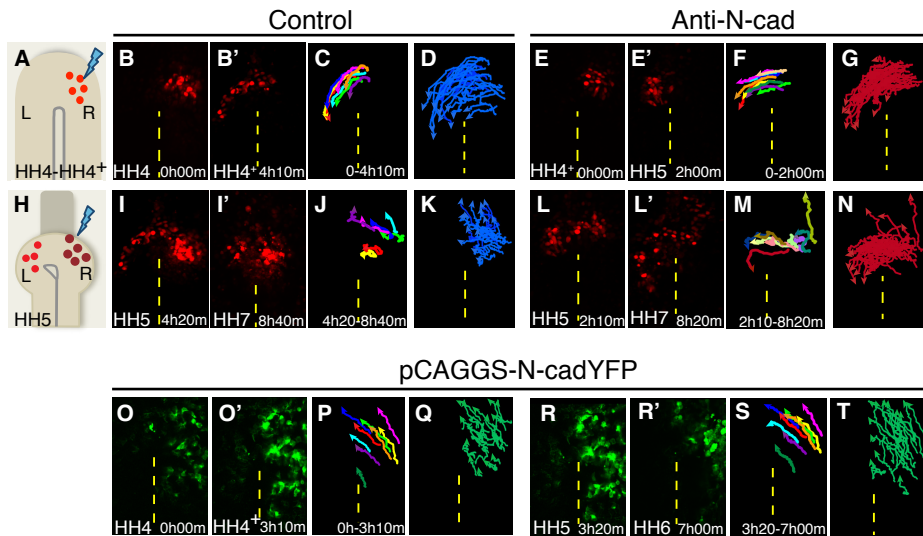 Control
Anti-N-cad
A
L
R
HH4-HH4+
B
HH4 0h00m
B'
HH4+ 4h10m
C
0-4h10m
D
E
HH4+ 0h00m
E'
HH5 2h00m
F
0-2h00m
G
H
L
R
HH5
I
HH5 4h20m
I'
HH7 8h40m
J
4h20-8h40m
K
L
HH5 2h10m
L'
HH7 8h20m
M
2h10-8h20m
N
pCAGGS-N-cadYFP
O
HH4 0h00m
O'
HH4+ 3h10m
P
0h-3h10m
Q
R
HH5 3h20m
R'
HH6 7h00m
S
3h20-7h00m
T